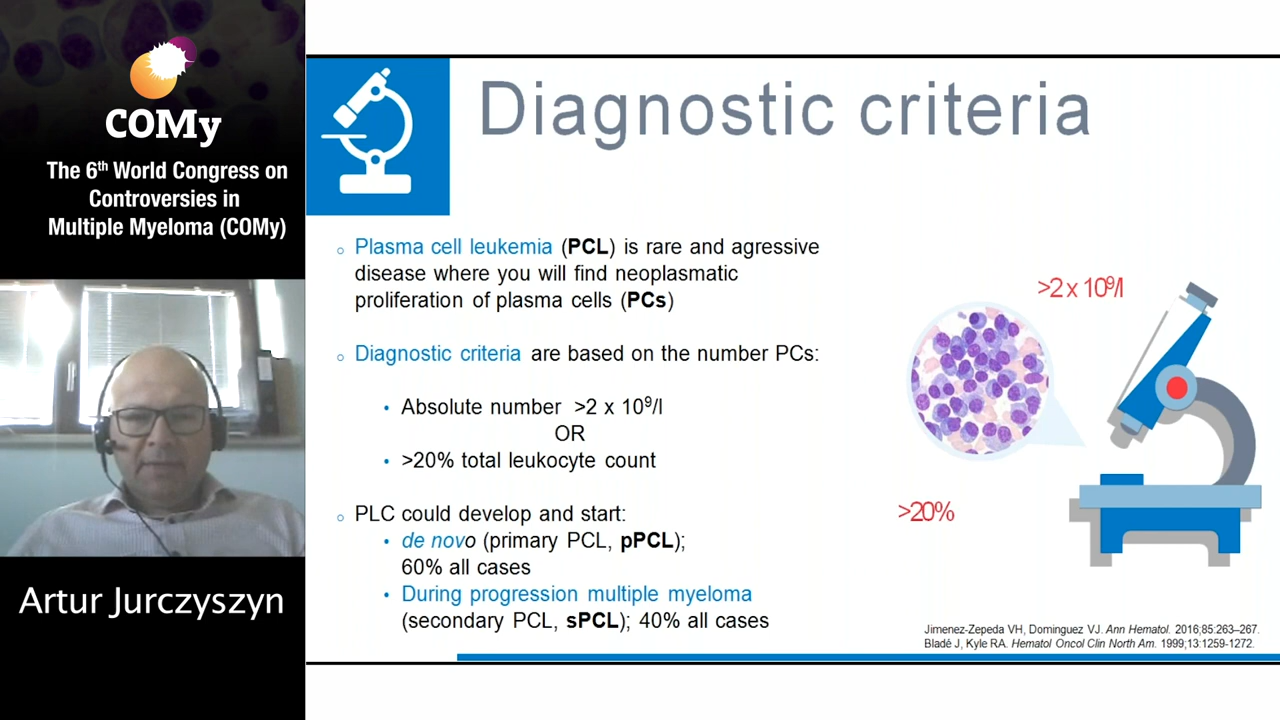 COMy
The 6th World Congress on
Controversies in
Multiple Myeloma (COMy)
Artur Jurczyszyn
Diagnostic criteria
Plasma cell leukemia (PCL) is rare and agressive
disease where you will find neoplasmatic
proliferation of plasma cells (PCs)
Diagnostic criteria are based on the number PCs:
• Absolute number >2 x 10⁹/l
OR
• >20% total leukocyte count
PLC could develop and start:
• de novo (primary PCL, pPCL);
60% all cases
• During progression multiple myeloma
(secondary PCL, sPCL); 40% all cases
>2 x 10⁹/l
>20%
Jimenez-Zepeda VH, Dominguez VJ. Ann Hematol. 2016;85:263–267.
Bladé J, Kyle RA. Hematol Oncol Clin North Am. 1999;13:1259-1272.